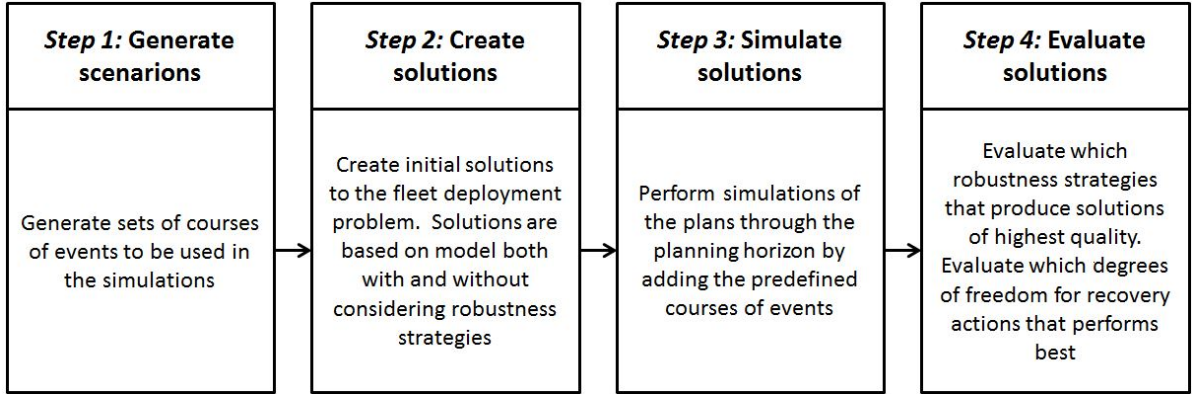 Step 1: Generate
scenarions
Generate sets of courses
of events to be used in
the simulations
Step 2: Create
solutions
Create initial solutions
to the fleet deployment
problem.  Solutions are
based on model both
with and without
considering robustness
strategies
Step 3: Simulate
solutions
Perform simulations of
the plans through the
planning horizon by
adding the predefined
courses of events
Step 4: Evaluate
solutions
Evaluate which
robustness strategies
that produce solutions
of highest quality.
Evaluate which degrees
of freedom for recovery
actions that performs
best